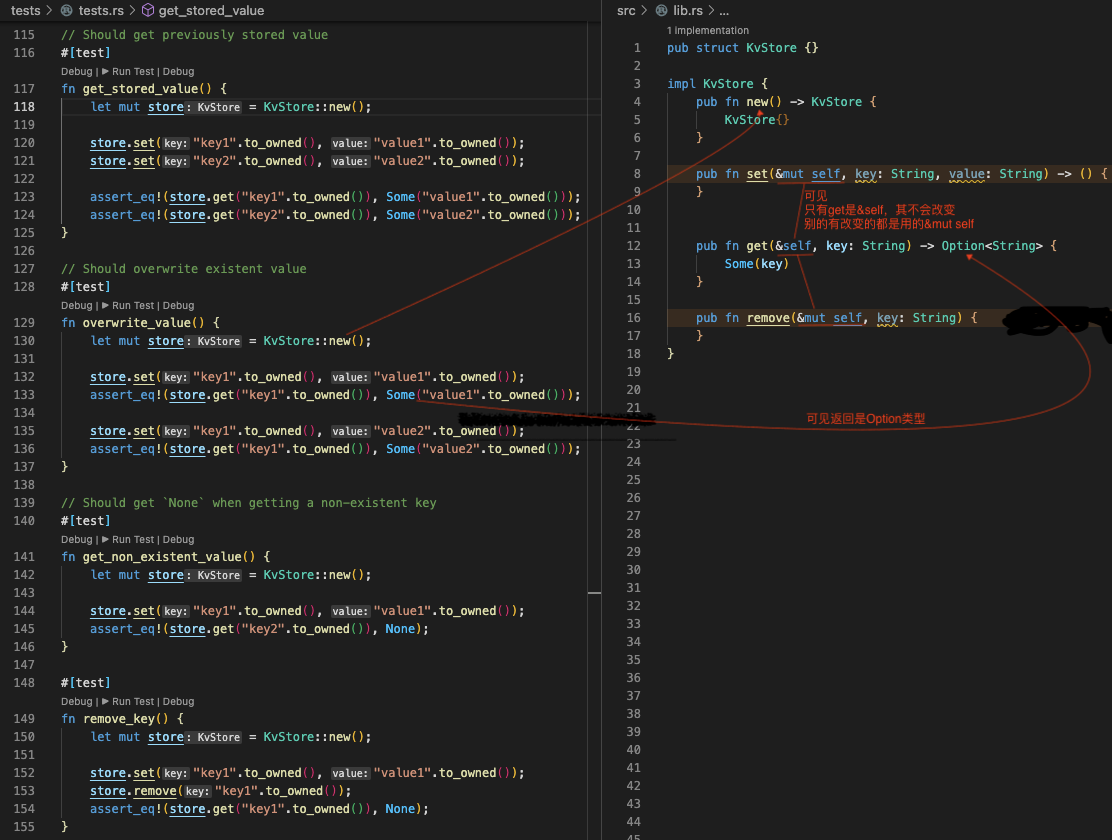 tests > tests.rs > get_stored_value
115 // Should get previously stored value
116 #[test]
Debug | ▶ Run Test | Debug
117 fn get_stored_value() {
118 let mut store: KvStore = KvStore::new();
119
120 store.set(key: "key1".to_owned(), value: "value1".to_owned());
121 store.set(key: "key2".to_owned(), value: "value2".to_owned());
122
123 assert_eq!(store.get("key1".to_owned()), Some("value1".to_owned()));
124 assert_eq!(store.get("key2".to_owned()), Some("value2".to_owned()));
125 }
126
127 // Should overwrite existent value
128 #[test]
Debug | ▶ Run Test | Debug
129 fn overwrite_value() {
130 let mut store: KvStore = KvStore::new();
131
132 store.set(key: "key1".to_owned(), value: "value1".to_owned());
133 assert_eq!(store.get("key1".to_owned()), Some("value1".to_owned()));
134
135 store.set(key: "key1".to_owned(), value: "value2".to_owned());
136 assert_eq!(store.get("key1".to_owned()), Some("value2".to_owned()));
137 }
138
139 // Should get `None` when getting a non-existent key
140 #[test]
Debug | ▶ Run Test | Debug
141 fn get_non_existent_value() {
142 let mut store: KvStore = KvStore::new();
143
144 store.set(key: "key1".to_owned(), value: "value1".to_owned());
145 assert_eq!(store.get("key2".to_owned()), None);
146 }
147
148 #[test]
Debug | ▶ Run Test | Debug
149 fn remove_key() {
150 let mut store: KvStore = KvStore::new();
151
152 store.set(key: "key1".to_owned(), value: "value1".to_owned());
153 store.remove(key: "key1".to_owned());
154 assert_eq!(store.get("key1".to_owned()), None);
155 }
src > lib.rs > ...
1 implementation
1 pub struct KvStore {}
2
3 impl KvStore {
4 pub fn new() -> KvStore {
5 KvStore{}
6 }
7
8 pub fn set(&mut self, key: String, value: String) -> () {
9 }
可见
10 只有get是&self，其不会改变
11 别的有改变的都是用的&mut self
12 pub fn get(&self, key: String) -> Option<String> {
13 Some(key)
14 }
15
16 pub fn remove(&mut self, key: String) {
17 }
18 }
19
20
21
可见返回是Option类型
22
23
24
25
26
27
28
29
30
31
32
33
34
35
36
37
38
39
40
41
42
43
44
45